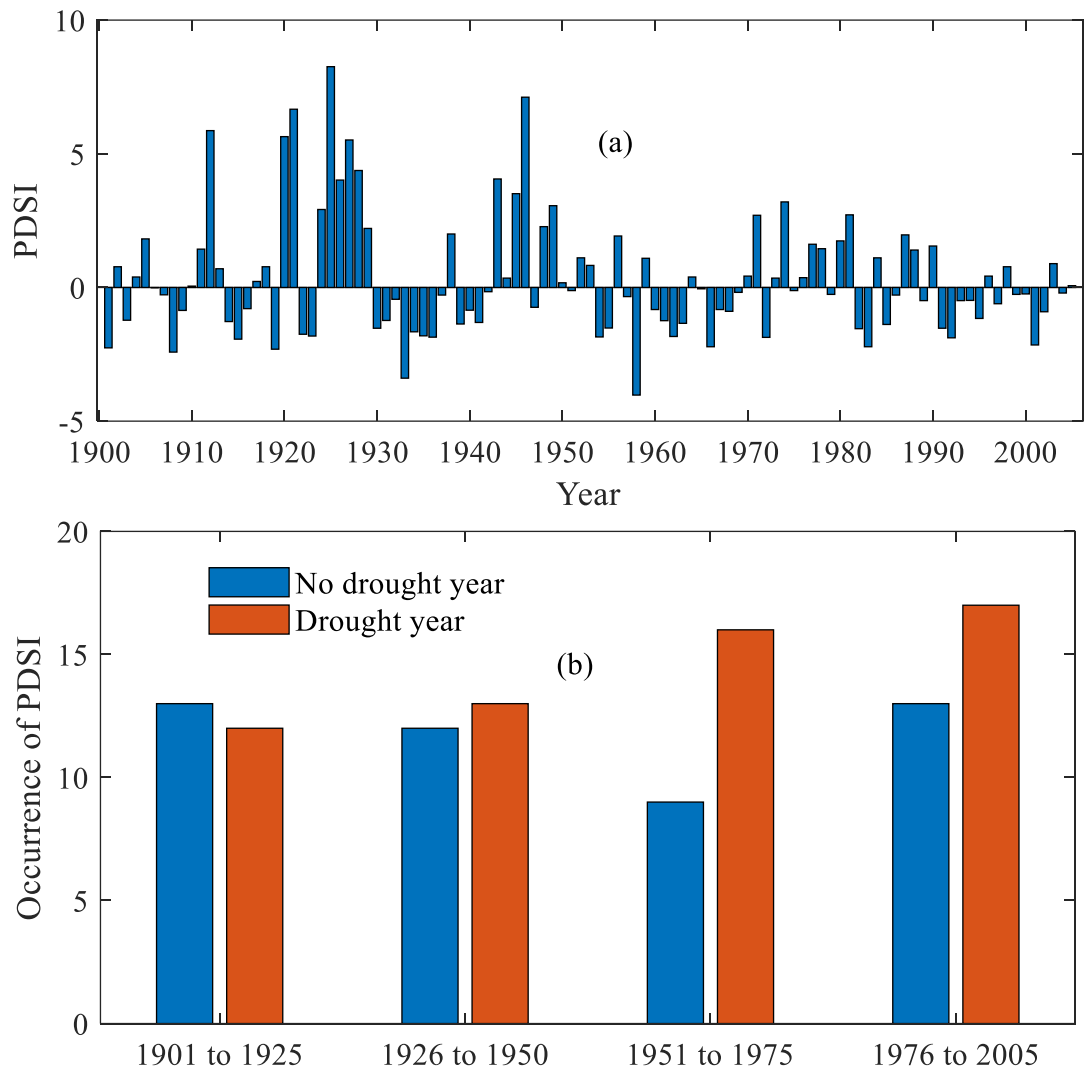 10
5
0
-5
PDSI
(a)
1900 1910 1920 1930 1940 1950 1960 1970 1980 1990 2000
Year
20
15
10
5
0
Occurrence of PDSI
No drought year
Drought year
(b)
1901 to 1925 1926 to 1950 1951 to 1975 1976 to 2005